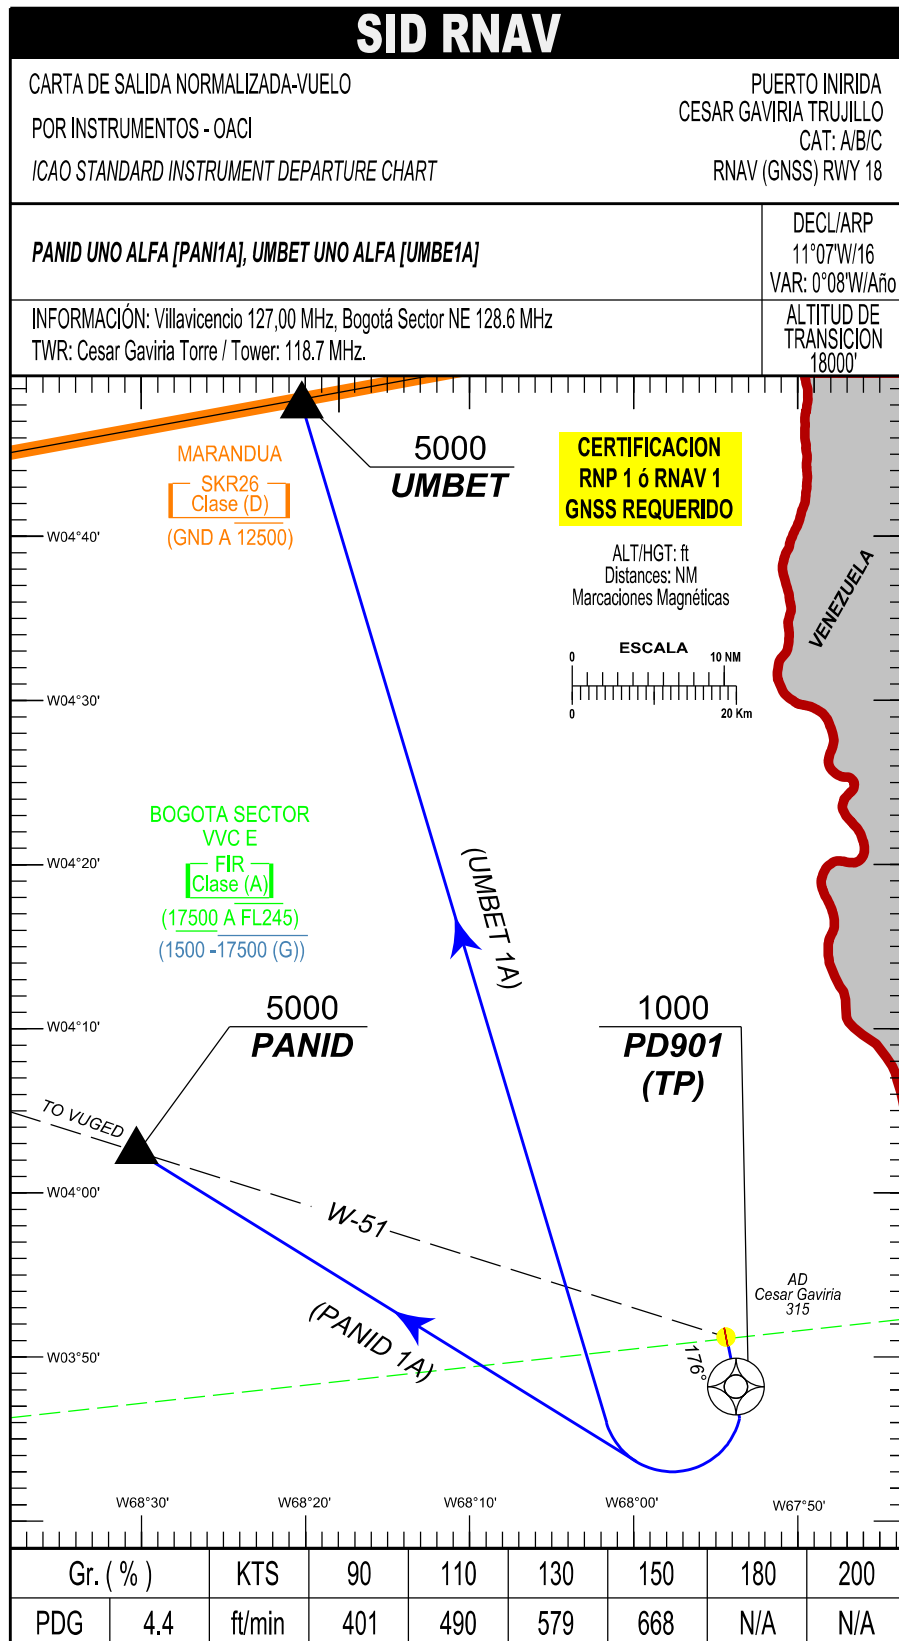 SID RNAV
CARTA DE SALIDA NORMALIZADA-VUELO
POR INSTRUMENTOS - OACI
ICAO STANDARD INSTRUMENT DEPARTURE CHART
PUERTO INIRIDA
CESAR GAVIRIA TRUJILLO
CAT: A/B/C
RNAV (GNSS) RWY 18
PANID UNO ALFA [PANI1A], UMBET UNO ALFA [UMBE1A]
DECL/ARP
11°07'W/16
VAR: 0°08'W/Año
INFORMACIÓN: Villavicencio 127,00 MHz, Bogotá Sector NE 128.6 MHz
TWR: Cesar Gaviria Torre / Tower: 118.7 MHz.
ALTITUD DE
TRANSICION
18000'
5000
UMBET
MARANDUA
SKR26
Clase (D)
(GND A 12500)
CERTIFICACION
RNP 1 ó RNAV 1
GNSS REQUERIDO
ALT/HGT: ft
Distances: NM
Marcaciones Magnéticas
ESCALA
0 10 NM
0 20 Km
VENEZUELA
W04°40'
W04°30'
W04°20'
W04°10'
W04°00'
W03°50'
BOGOTA SECTOR
VVC E
FIR
Clase (A)
(17500 A FL245)
(1500 -17500 (G))
(UMBET 1A)
5000
PANID
1000
PD901
(TP)
TO VUGED
W-51
(PANID 1A)
AD
Cesar Gaviria
315
176°
W68°30' W68°20' W68°10' W68°00' W67°50'
Gr. ( % ) KTS 90 110 130 150 180 200
PDG 4.4 ft/min 401 490 579 668 N/A N/A